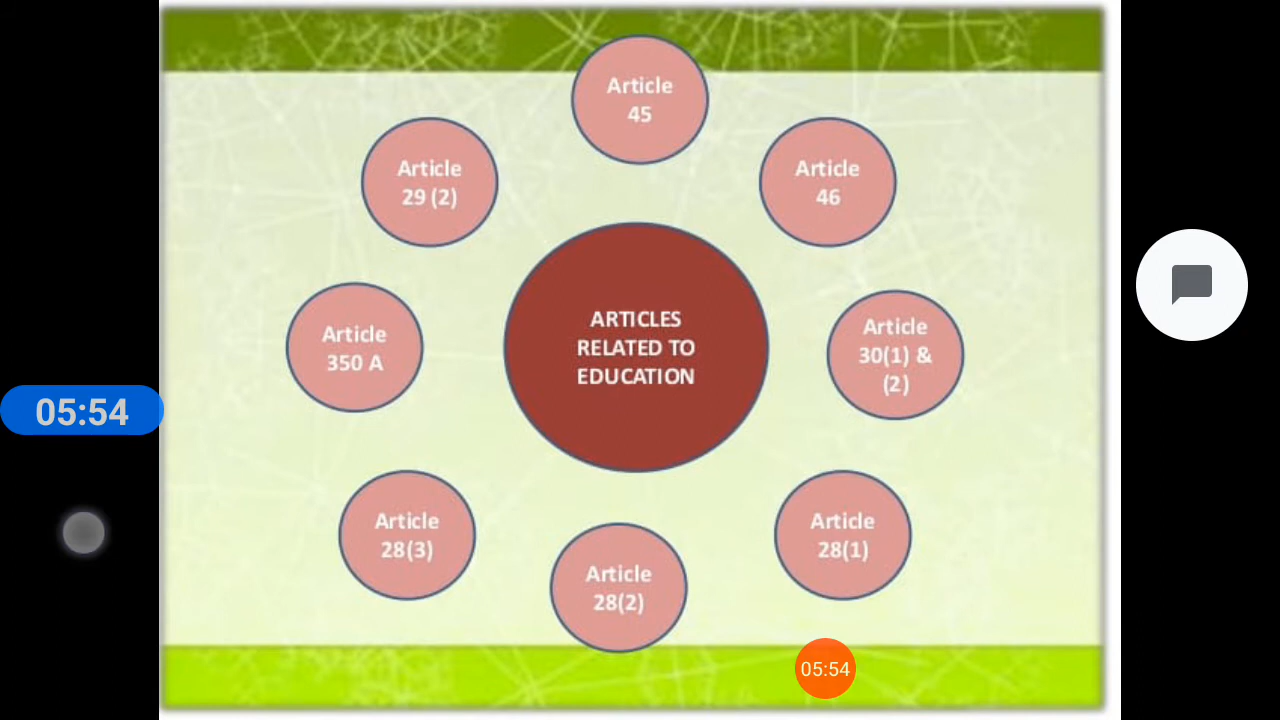 Article
45
Article
29 (2)
Article
46
ARTICLES
RELATED TO
EDUCATION
Article
350 A
Article
30(1) &
(2)
05:54
Article
28(3)
Article
28(1)
Article
28(2)
05:54